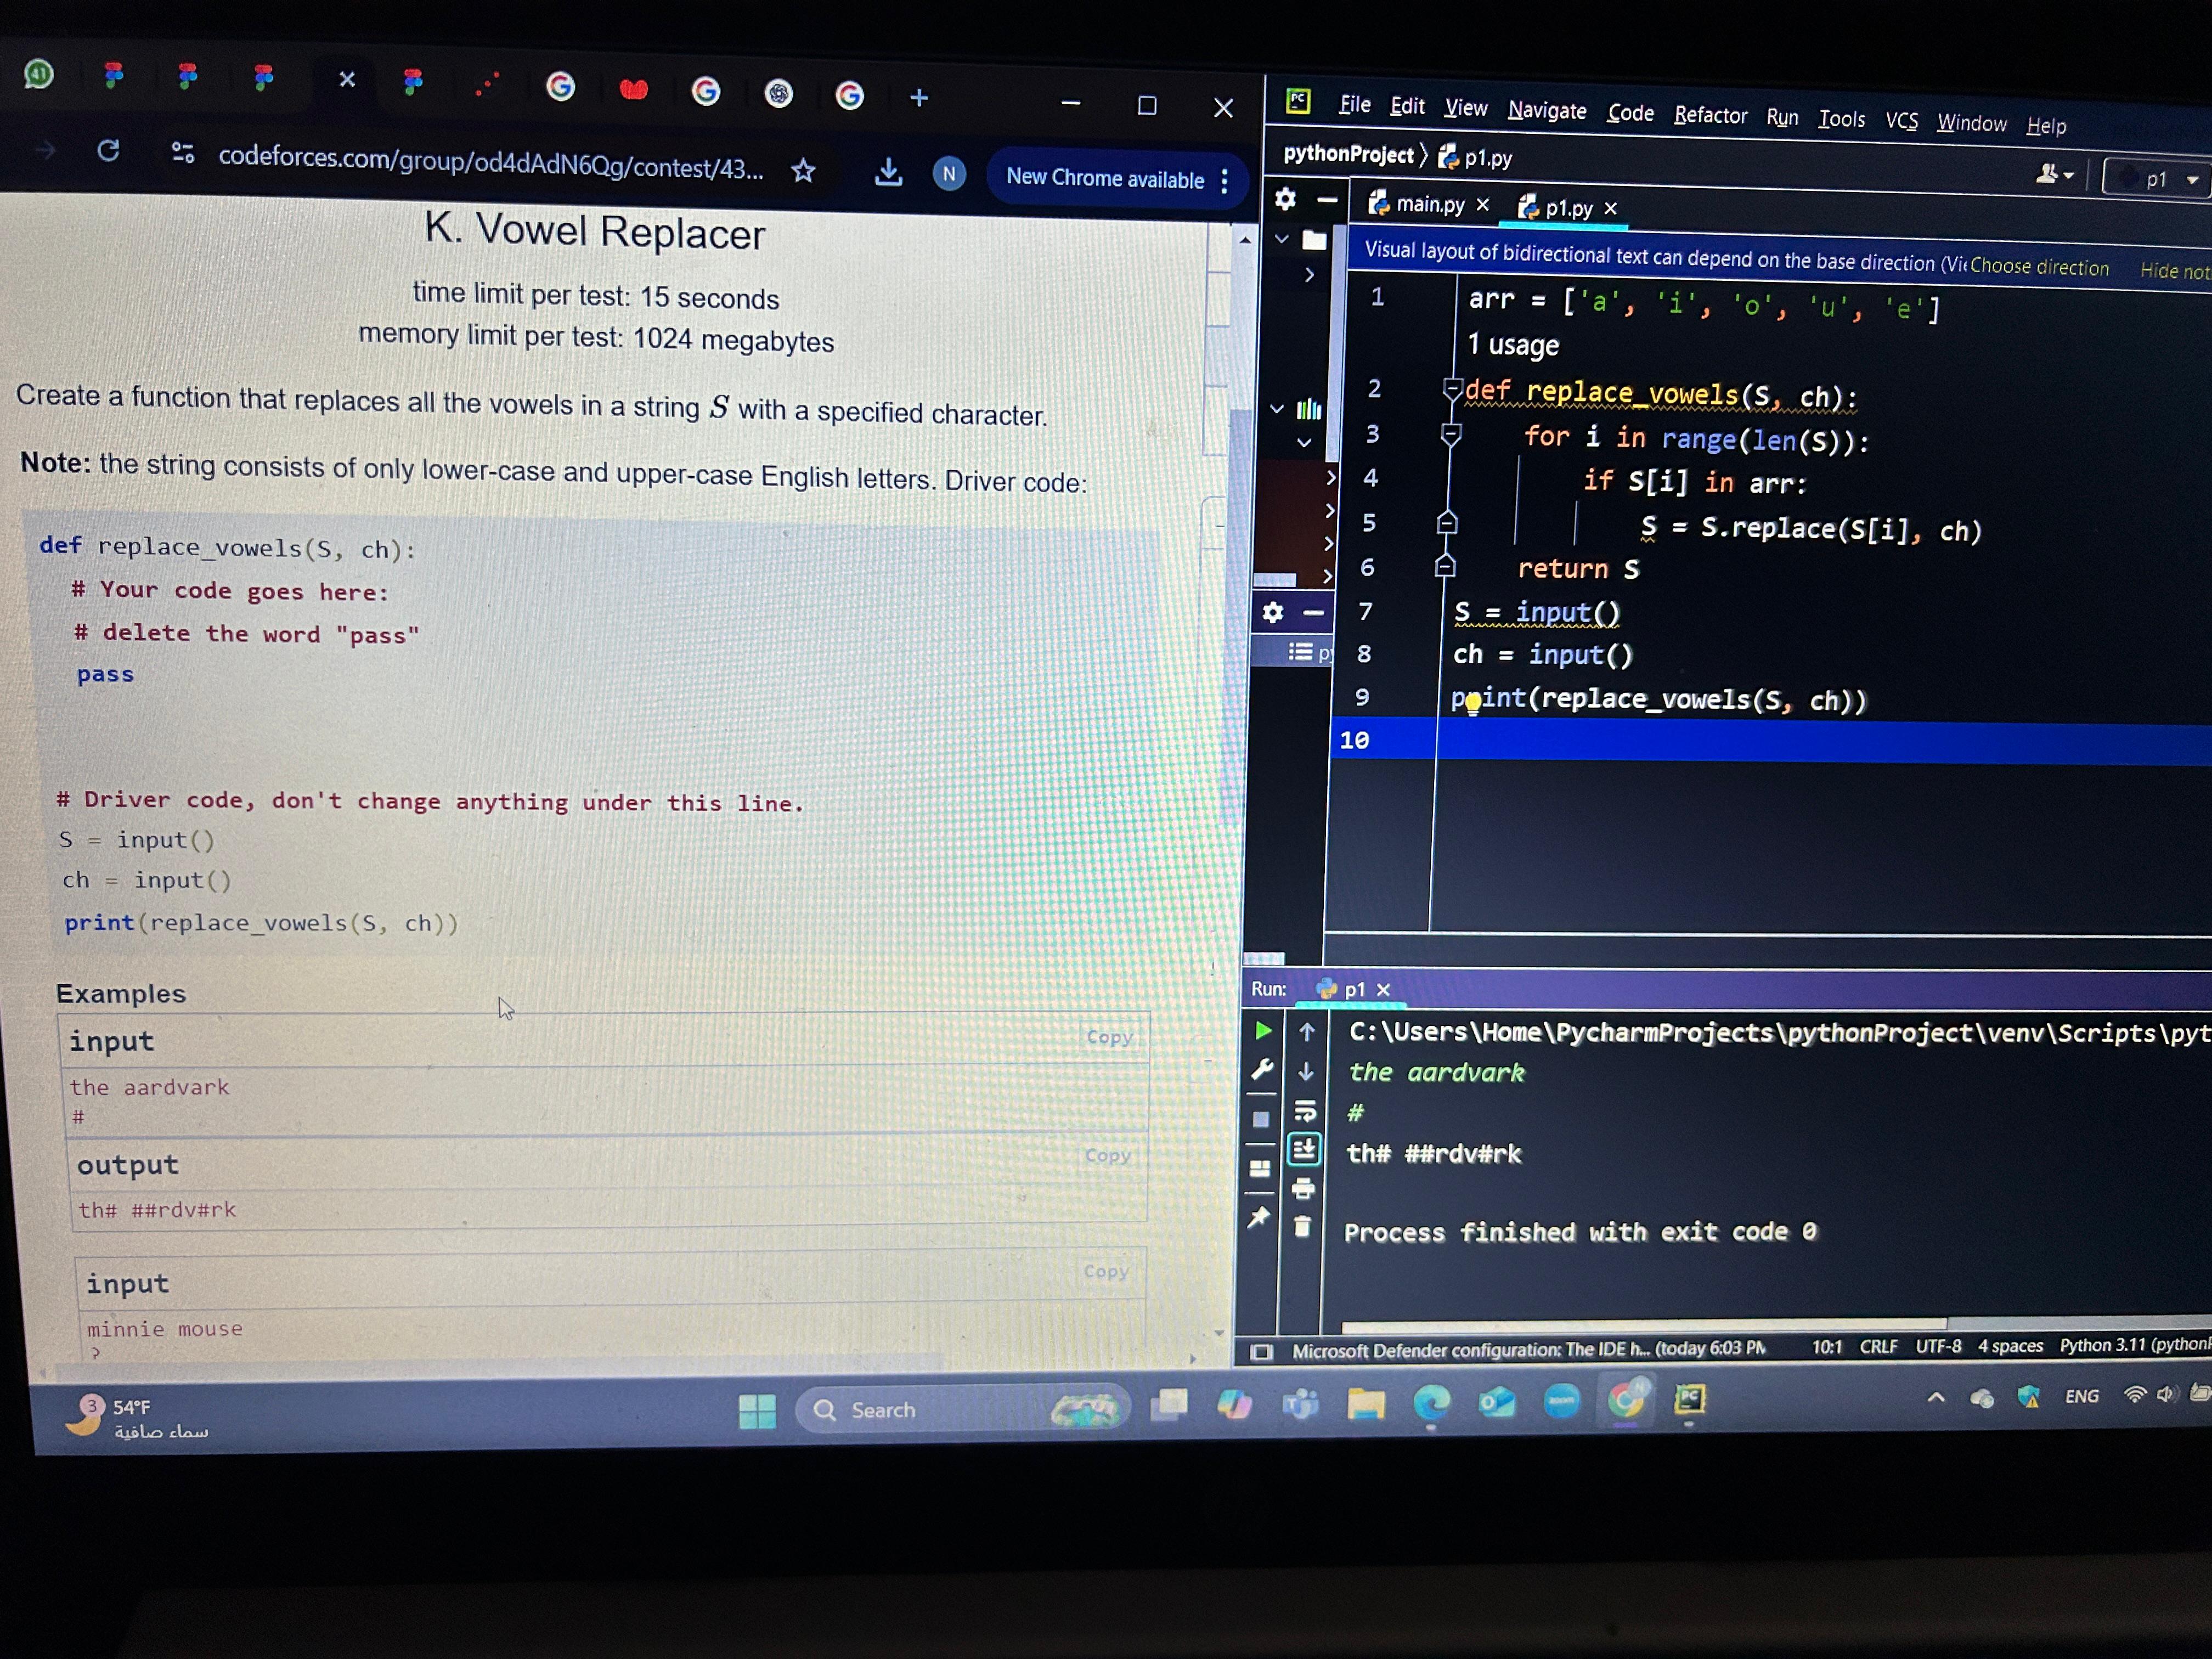 41
codeforces.com/group/od4dAdN6Qg/contest/43...
N
New Chrome available
K. Vowel Replacer
time limit per test: 15 seconds
memory limit per test: 1024 megabytes
Create a function that replaces all the vowels in a string S with a specified character.
Note: the string consists of only lower-case and upper-case English letters. Driver code:
def replace_vowels(S, ch):
# Your code goes here:
# delete the word "pass"
pass
# Driver code, don't change anything under this line.
S = input()
ch = input()
print(replace_vowels(S, ch))
Examples
input
Copy
the aardvark
#
output
Copy
th# ##rdv#rk
input
Copy
minnie mouse
?
PC
File Edit View Navigate Code Refactor Run Tools VCS Window Help
pythonProject 〉 p1.py
p1
main.py × p1.py ×
Visual layout of bidirectional text can depend on the base direction (Vie Choose direction Hide not
1 arr = ['a', 'i', 'o', 'u', 'e']
1 usage
2 def replace_vowels(S, ch):
3 for i in range(len(S)):
4 if S[i] in arr:
5 S = S.replace(S[i], ch)
6 return S
7 S = input()
8 ch = input()
9 print(replace_vowels(S, ch))
10
Run: p1 ×
C:\Users\Home\PycharmProjects\pythonProject\venv\Scripts\pyt
the aardvark
#
th# ##rdv#rk
Process finished with exit code 0
Microsoft Defender configuration: The IDE h... (today 6:03 PM 10:1 CRLF UTF-8 4 spaces Python 3.11 (pythonP
3
54°F
سماء صافية
Search
zoom
PC
ENG